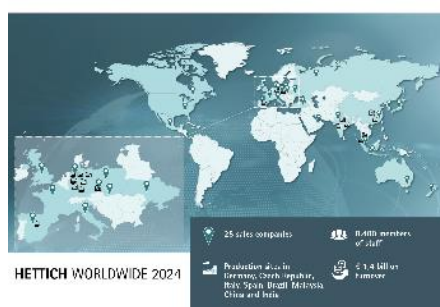 25 sales companies
8,400 members
of staff
Production sites in
Germany, Czech Republic,
Italy, Spain, Brazil, Malaysia,
China and India
€ 1,4 billion
turnover
HETTICH WORLDWIDE 2024